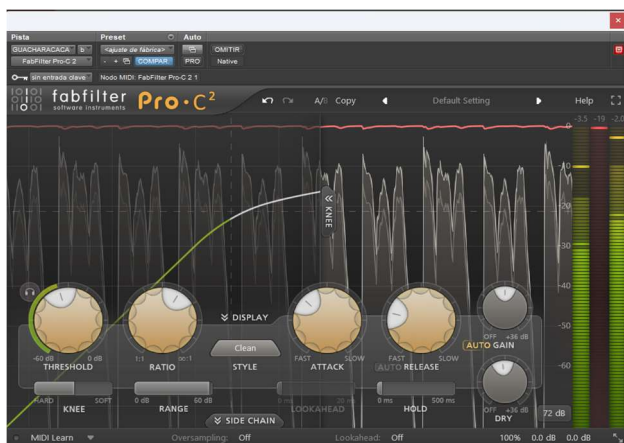 Pista Preset Auto
GUACHARACACA b <ajuste de fábrica> OMITIR
FabFilter Pro-C 2 - + COMPAR PRO Native
sin entrada clave Nodo MIDI: FabFilter Pro-C 2 1
fabfilter Pro·C²
software instruments
A/B Copy Default Setting Help
-3.5 -19 -2.0
0
-10
-20
KNEE
-30
-40
-50
-60
DISPLAY
OFF +36 dB
Clean
AUTO GAIN
-60 dB 0 dB 1:1 ∞:1 FAST SLOW FAST SLOW
THRESHOLD RATIO STYLE ATTACK AUTO RELEASE
HARD SOFT 0 dB 60 dB 0 ms 500 ms OFF +36 dB
KNEE RANGE LOOKAHEAD HOLD DRY 72 dB
SIDE CHAIN
MIDI Learn Oversampling: Off Lookahead: Off 100% 0.0 dB 0.0 dB